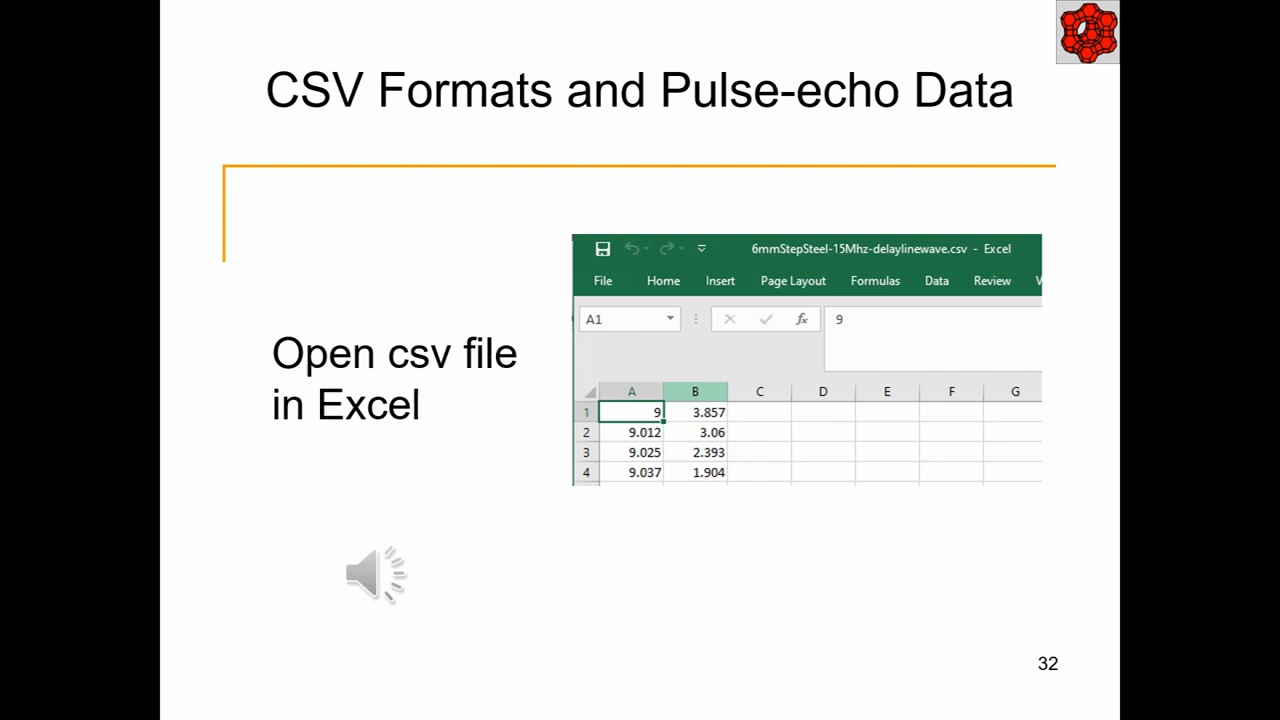 CSV Formats and Pulse-echo Data
Open csv file
in Excel
6mmStepSteel-15Mhz-delaylinewave.csv - Excel
File Home Insert Page Layout Formulas Data Review
A1 fx 9
A B C D E F G
1 9 3.857
2 9.012 3.06
3 9.025 2.393
4 9.037 1.904
32